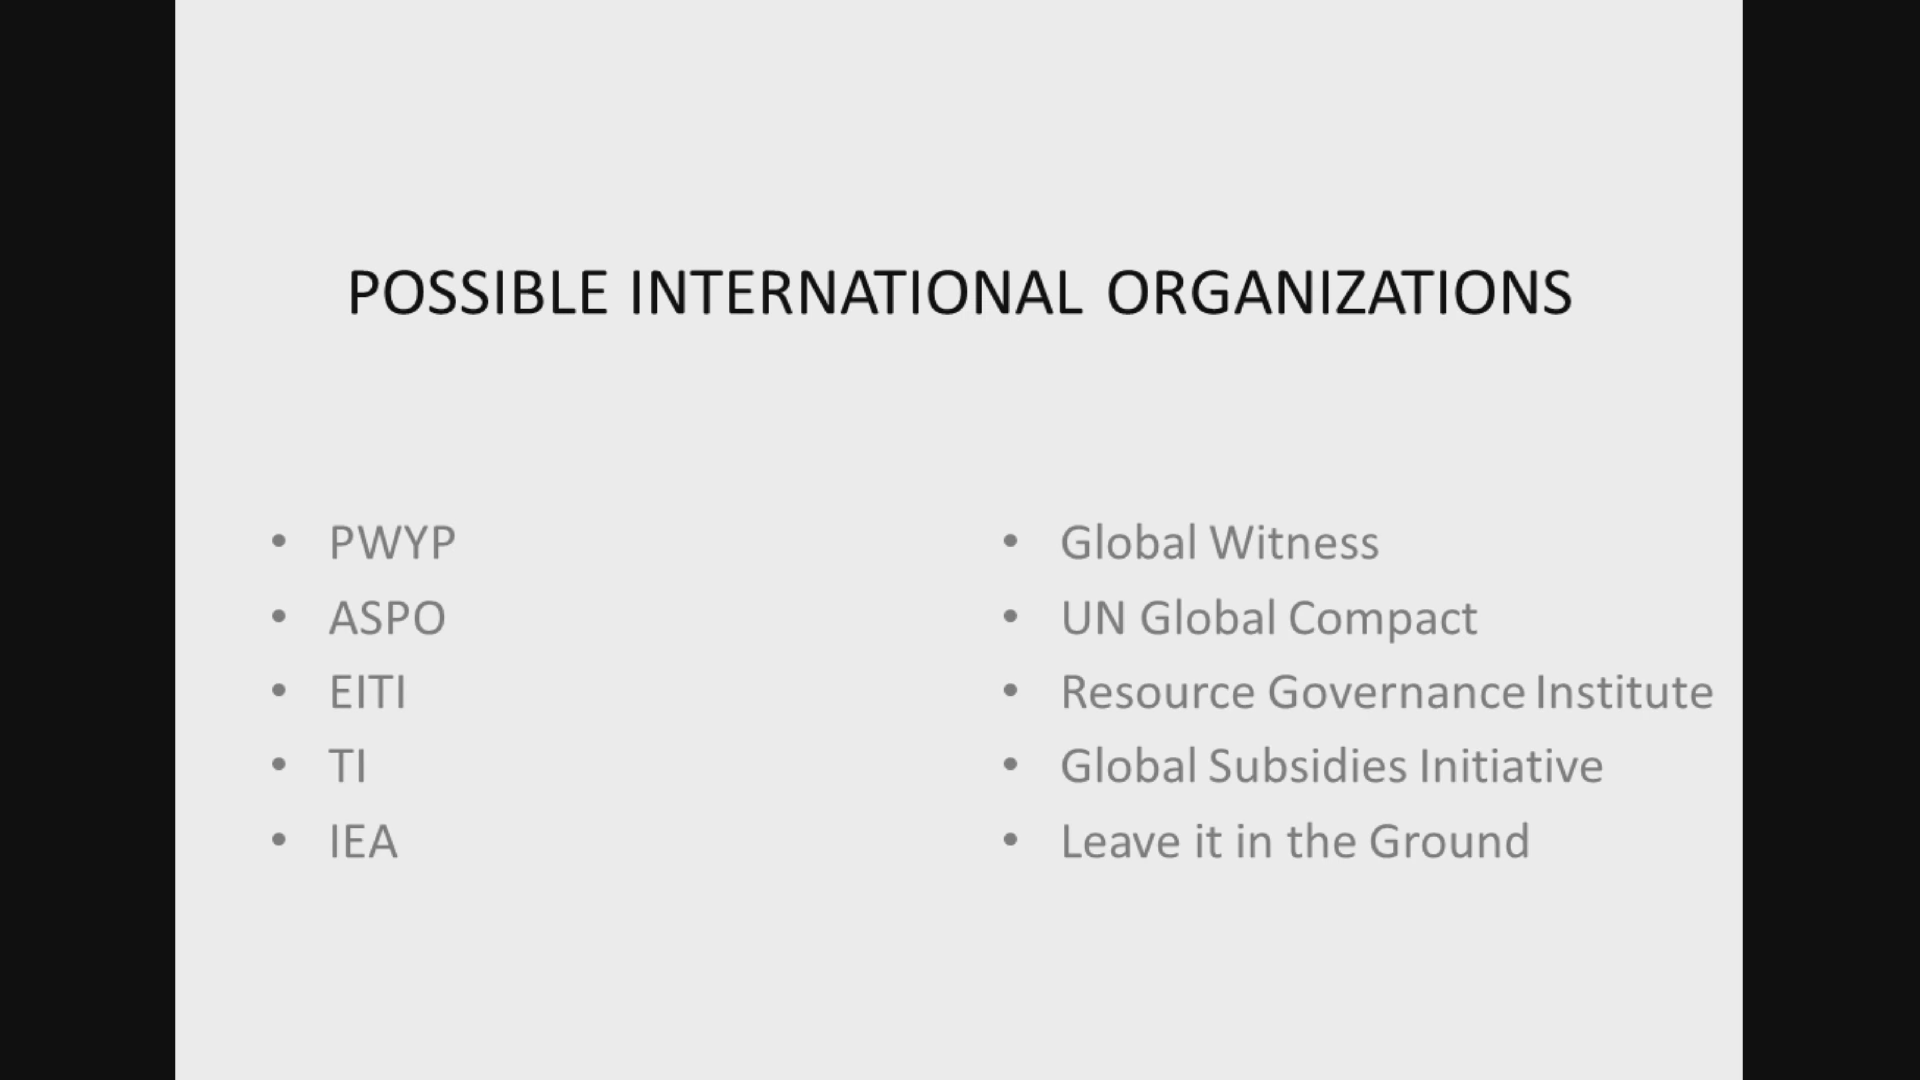 POSSIBLE INTERNATIONAL ORGANIZATIONS
• PWYP
• ASPO
• EITI
• TI
• IEA
• Global Witness
• UN Global Compact
• Resource Governance Institute
• Global Subsidies Initiative
• Leave it in the Ground